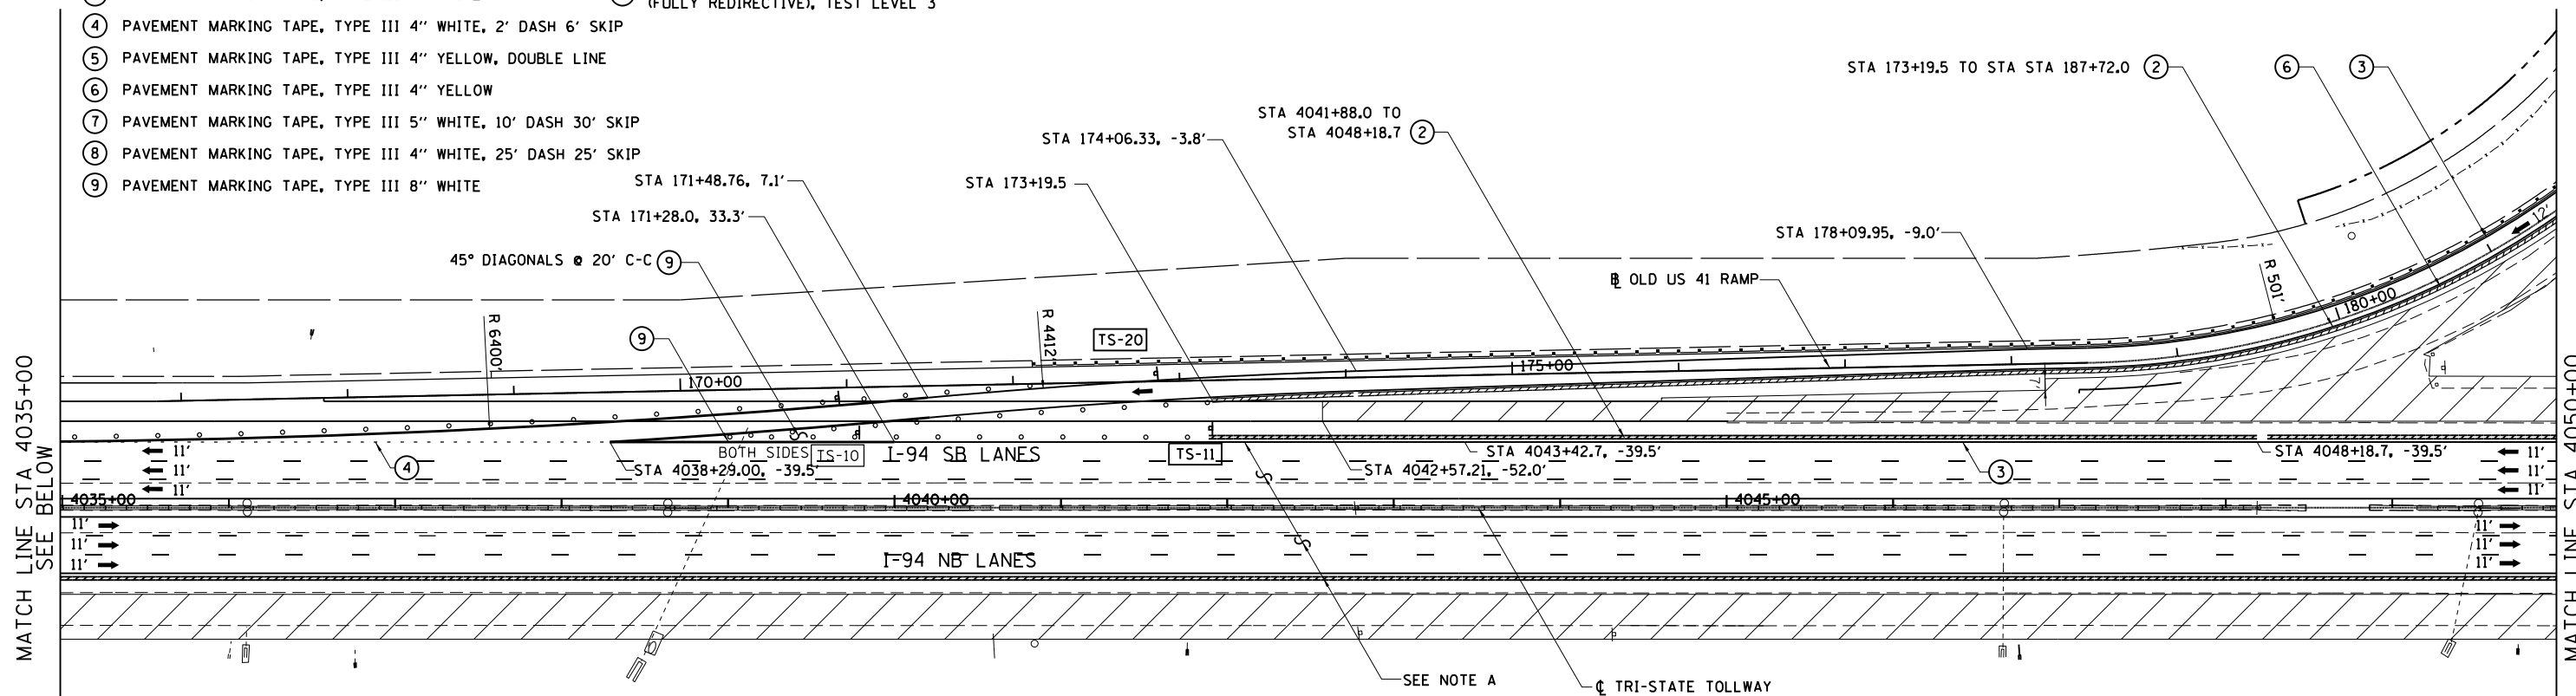 (FULLY REDIRECTIVE), TEST LEVEL 3
4 PAVEMENT MARKING TAPE, TYPE III 4'' WHITE, 2' DASH 6' SKIP
5 PAVEMENT MARKING TAPE, TYPE III 4'' YELLOW, DOUBLE LINE
6 PAVEMENT MARKING TAPE, TYPE III 4'' YELLOW
7 PAVEMENT MARKING TAPE, TYPE III 5'' WHITE, 10' DASH 30' SKIP
8 PAVEMENT MARKING TAPE, TYPE III 4'' WHITE, 25' DASH 25' SKIP
9 PAVEMENT MARKING TAPE, TYPE III 8'' WHITE
STA 173+19.5 TO STA STA 187+72.0 2
6
3
STA 4041+88.0 TO
STA 4048+18.7 2
STA 174+06.33, -3.8'
STA 173+19.5
STA 171+48.76, 7.1'
STA 171+28.0, 33.3'
45° DIAGONALS @ 20' C-C 9
STA 178+09.95, -9.0'
12'
℄ OLD US 41 RAMP
R 501'
180+00
R 6400'
9
R 4412'
TS-20
170+00
175+00
7'
BOTH SIDES
TS-10
I-94 SB LANES
TS-11
4
STA 4038+29.00, -39.5'
STA 4043+42.7, -39.5'
STA 4042+57.21, -52.0'
3
STA 4048+18.7, -39.5'
11'
11'
11'
11'
11'
11'
4035+00
4040+00
4045+00
11'
11'
11'
11'
11'
11'
I-94 NB LANES
SEE NOTE A
℄ TRI-STATE TOLLWAY
MATCH LINE STA 4035+00
SEE BELOW
MATCH LINE STA 4050+00